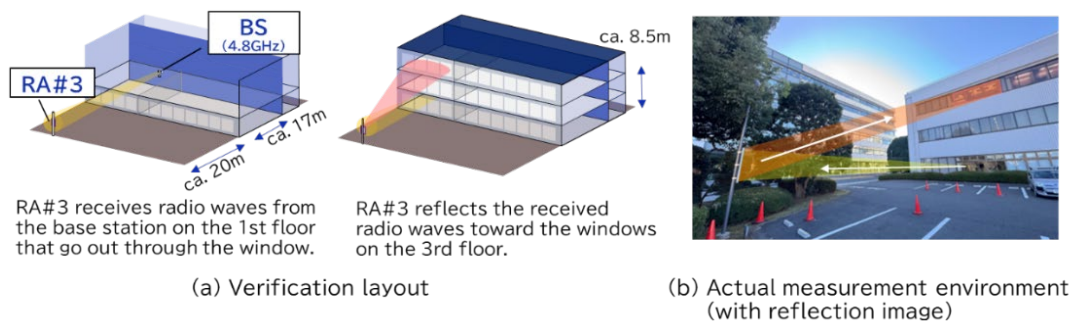 BS
(4.8GHz)
RA#3
ca. 17m
ca. 20m
ca. 8.5m
RA#3 receives radio waves from
the base station on the 1st floor
that go out through the window.
RA#3 reflects the received
radio waves toward the windows
on the 3rd floor.
(a) Verification layout
(b) Actual measurement environment
(with reflection image)